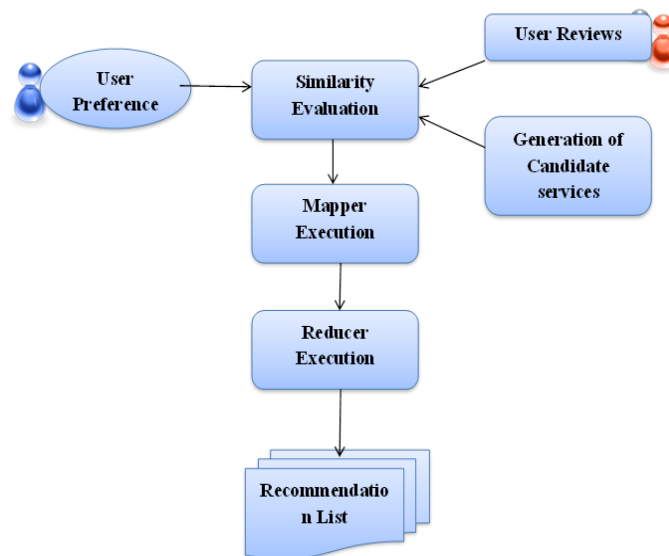 User
Preference
Similarity
Evaluation
User Reviews
Generation of
Candidate
services
Mapper
Execution
Reducer
Execution
Recommendatio
n List